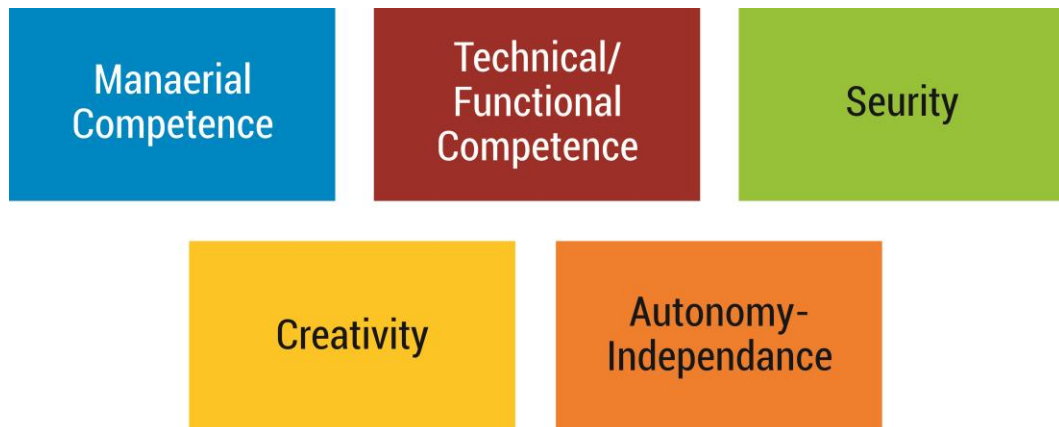 Manaerial
Competence
Technical/
Functional
Competence
Seurity
Creativity
Autonomy-
Independance